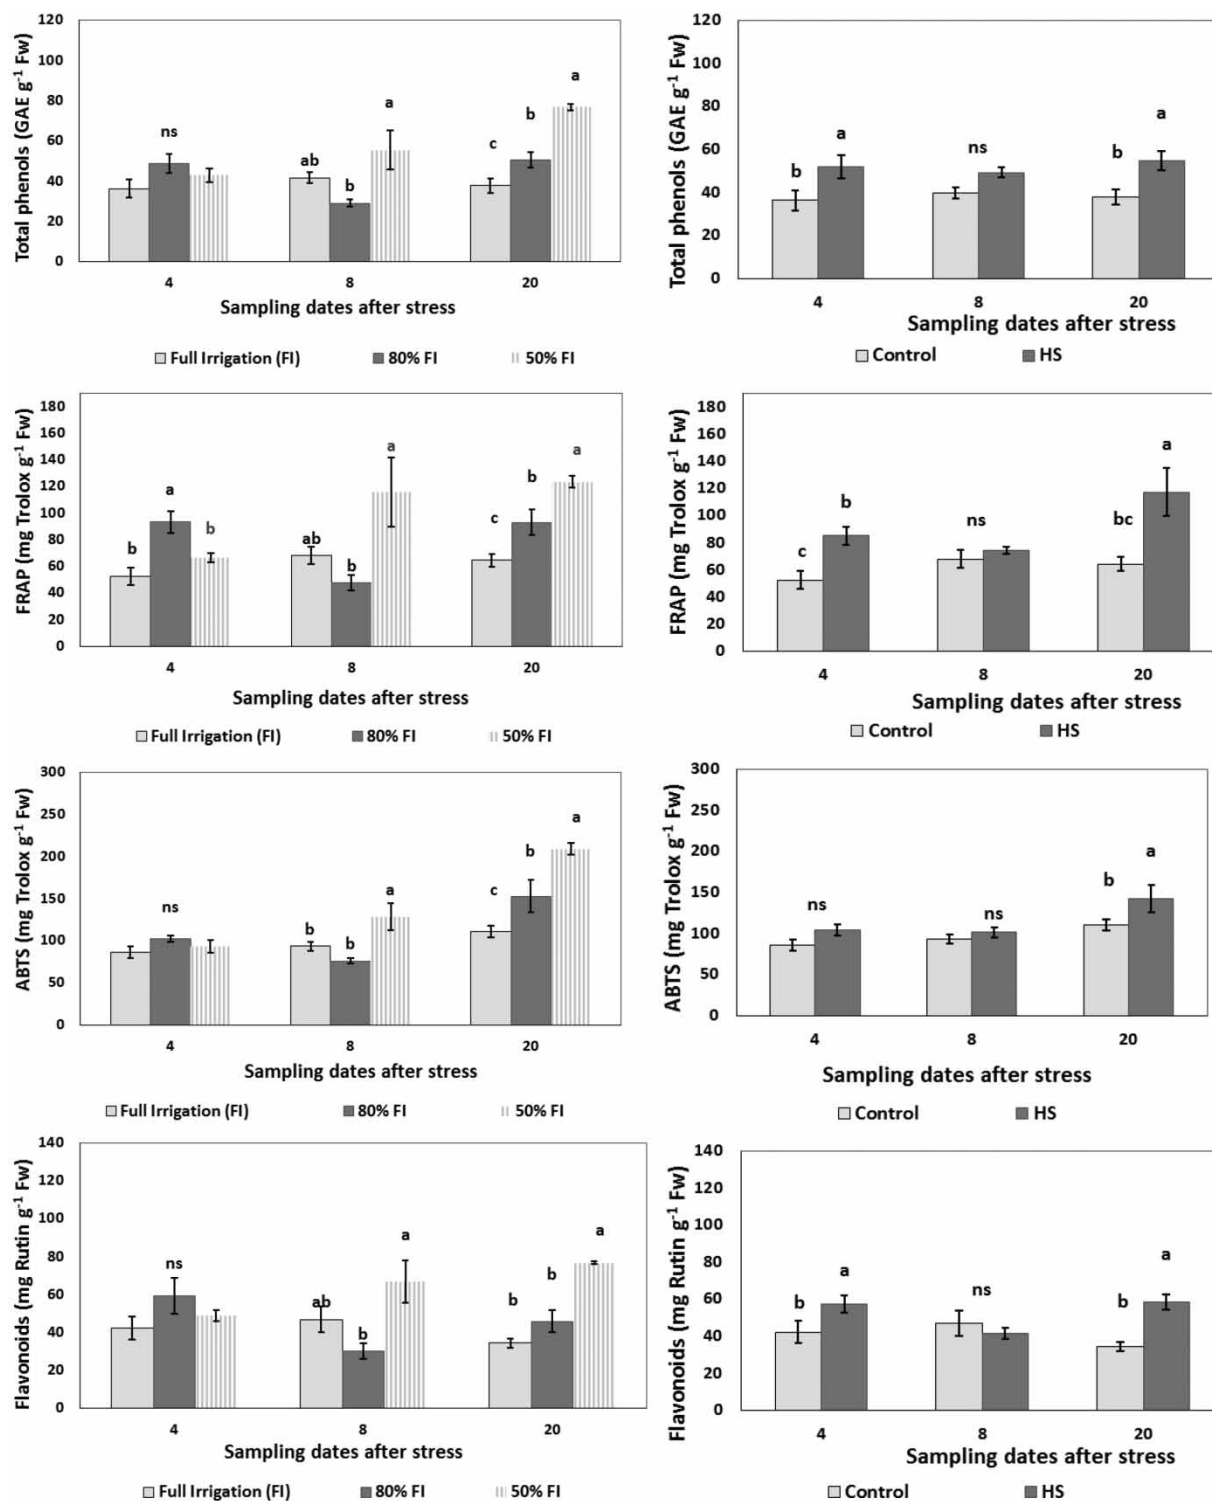 Total phenols (GAE g-1 Fw)
120
100
80
60
40
20
0
ns
ab
b
a
c
b
a
4
8
20
Sampling dates after stress
Full Irrigation (FI)
80% FI
50% FI
Total phenols (GAE g-1 Fw)
120
100
80
60
40
20
0
b
a
ns
b
a
4
8
20
Sampling dates after stress
Control
HS
FRAP (mg Trolox g-1 Fw)
180
160
140
120
100
80
60
40
20
0
b
a
b
ab
b
a
c
b
a
4
8
20
Sampling dates after stress
Full Irrigation (FI)
80% FI
50% FI
FRAP (mg Trolox g-1 Fw)
180
160
140
120
100
80
60
40
20
0
c
b
ns
bc
a
4
8
20
Sampling dates after stress
Control
HS
ABTS (mg Trolox g-1 Fw)
300
250
200
150
100
50
0
ns
b
b
a
c
b
a
4
8
20
Sampling dates after stress
Full Irrigation (FI)
80% FI
50% FI
ABTS (mg Trolox g-1 Fw)
300
250
200
150
100
50
0
ns
ns
b
a
4
8
20
Sampling dates after stress
Control
HS
Flavonoids (mg Rutin g-1 Fw)
140
120
100
80
60
40
20
0
ns
ab
b
a
b
b
a
4
8
20
Sampling dates after stress
Full Irrigation (FI)
80% FI
50% FI
Flavonoids (mg Rutin g-1 Fw)
140
120
100
80
60
40
20
0
b
a
ns
b
a
4
8
20
Sampling dates after stress
Control
HS